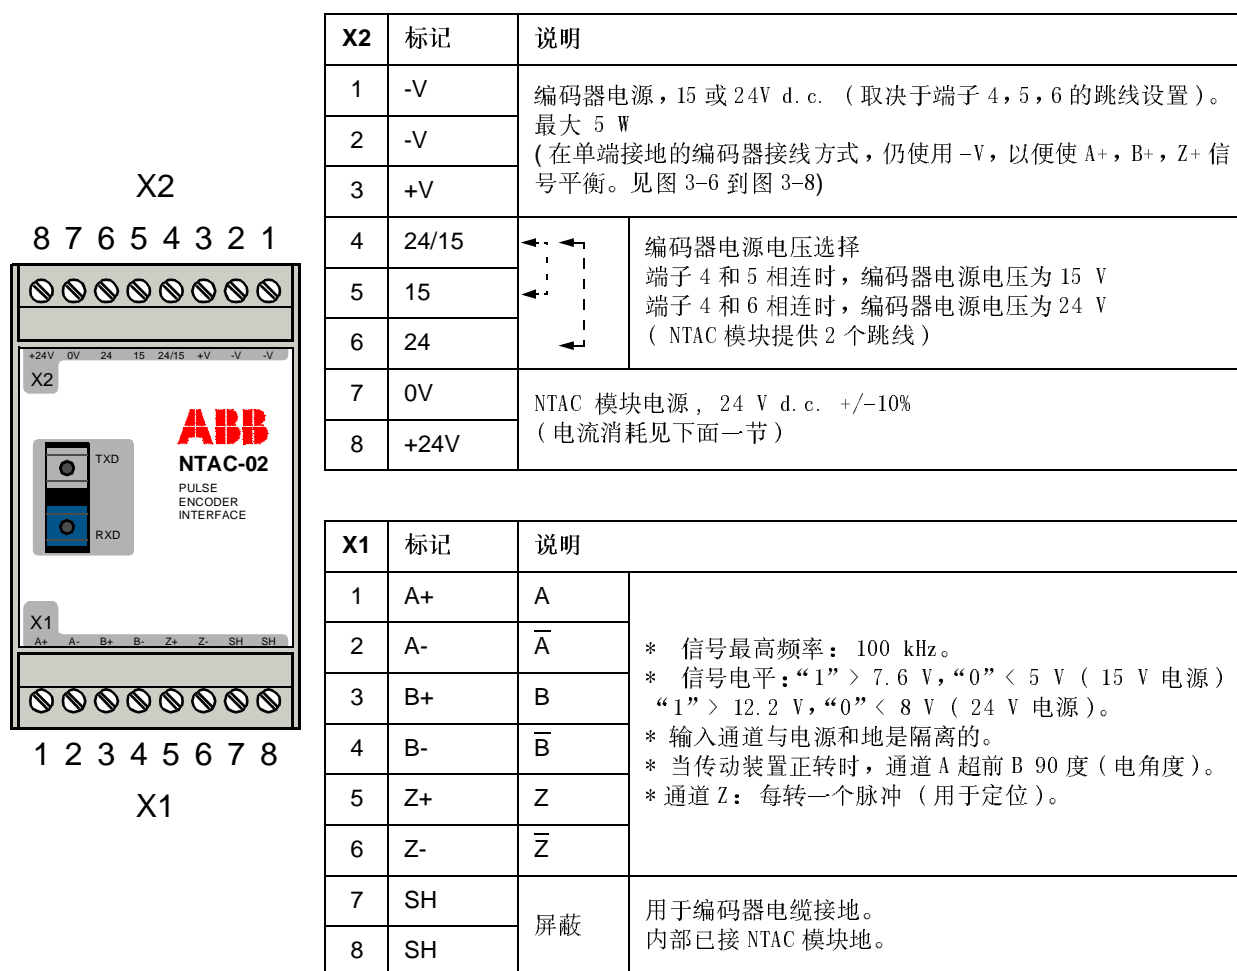 X2
8 7 6 5 4 3 2 1
+24V 0V 24 15 24/15 +V -V -V
X2
ABB
NTAC-02
PULSE
ENCODER
INTERFACE
TXD
RXD
X1
A+ A- B+ B- Z+ Z- SH SH
1 2 3 4 5 6 7 8
X1
X2 标记 说明
1 -V
2 -V
3 +V
编码器电源，15 或 24V d.c. （取决于端子 4，5，6 的跳线设置）。
最大 5 W
(在单端接地的编码器接线方式，仍使用 –V，以便使 A+，B+，Z+ 信
号平衡。见图 3–6 到图 3–8)
4 24/15
5 15
6 24
编码器电源电压选择
端子 4 和 5 相连时，编码器电源电压为 15 V
端子 4 和 6 相连时，编码器电源电压为 24 V
（ NTAC 模块提供 2 个跳线）
7 0V
8 +24V
NTAC 模块电源, 24 V d.c. +/–10%
（电流消耗见下面一节）
X1 标记 说明
1 A+ A
2 A- A̅
3 B+ B
4 B- B̅
5 Z+ Z
6 Z- Z̅
* 信号最高频率：100 kHz。
* 信号电平：“1”> 7.6 V，“0”< 5 V ( 15 V 电源)
“1”> 12.2 V，“0”< 8 V ( 24 V 电源)。
* 输入通道与电源和地是隔离的。
* 当传动装置正转时，通道 A 超前 B 90 度(电角度)。
* 通道 Z：每转一个脉冲 (用于定位)。
7 SH
8 SH
屏蔽
用于编码器电缆接地。
内部已接 NTAC 模块地。